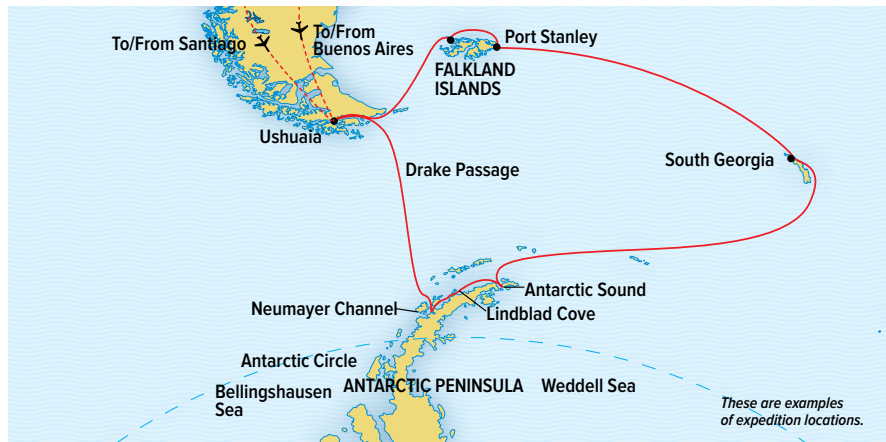 To/From Santiago
To/From
Buenos Aires
Port Stanley
FALKLAND
ISLANDS
Ushuaia
Drake Passage
South Georgia
Antarctic Sound
Neumayer Channel
Lindblad Cove
Antarctic Circle
Bellingshausen
Sea
ANTARCTIC PENINSULA
Weddell Sea
These are examples
of expedition locations.